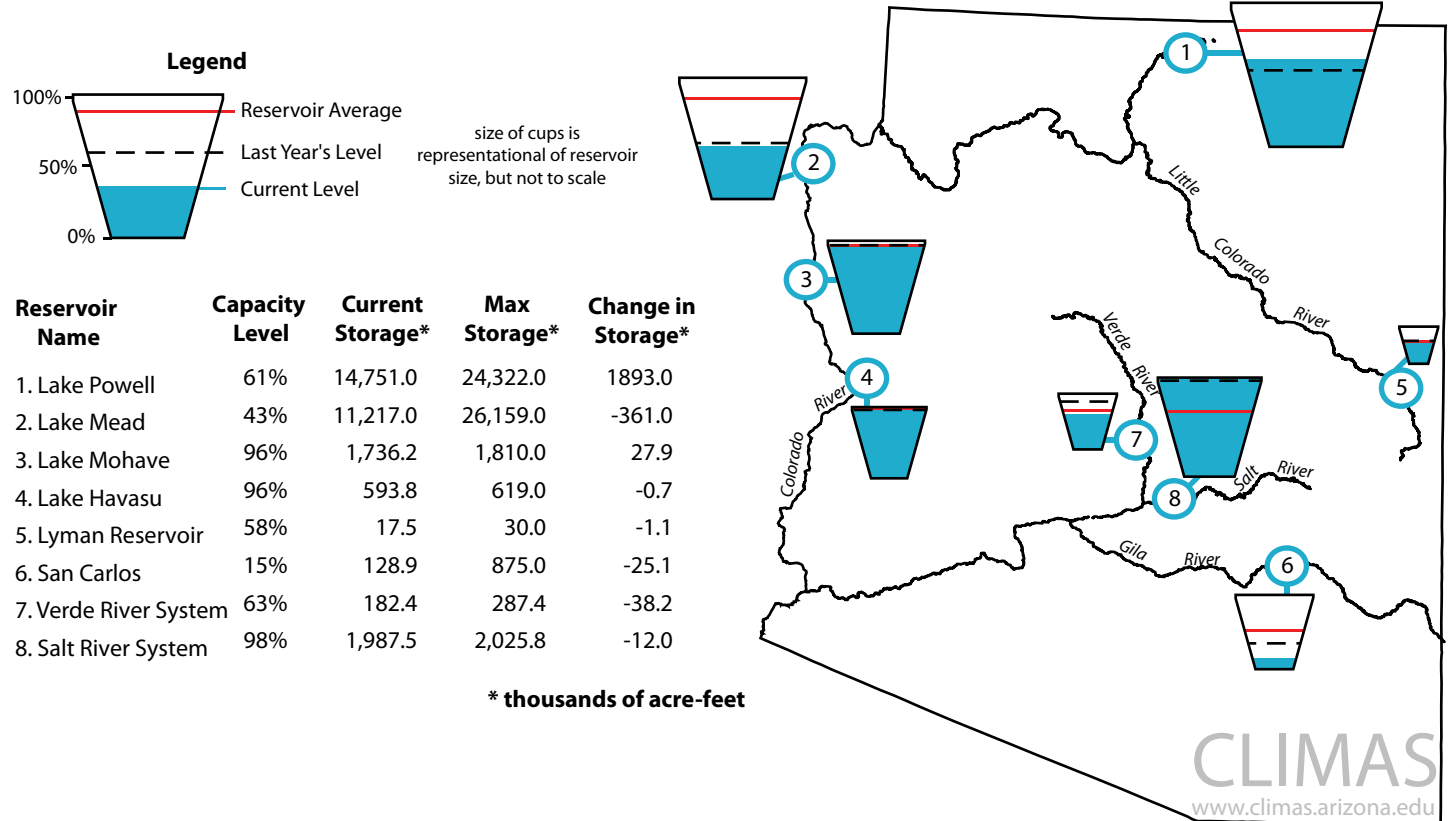 Legend
100%
Reservoir Average
Last Year's Level
50%
Current Level
0%
size of cups is
representational of reservoir
size, but not to scale
Reservoir Name Capacity Level Current Storage* Max Storage* Change in Storage*
1. Lake Powell 61% 14,751.0 24,322.0 1893.0
2. Lake Mead 43% 11,217.0 26,159.0 -361.0
3. Lake Mohave 96% 1,736.2 1,810.0 27.9
4. Lake Havasu 96% 593.8 619.0 -0.7
5. Lyman Reservoir 58% 17.5 30.0 -1.1
6. San Carlos 15% 128.9 875.0 -25.1
7. Verde River System 63% 182.4 287.4 -38.2
8. Salt River System 98% 1,987.5 2,025.8 -12.0
* thousands of acre-feet
1
2
3
4
5
6
7
8
Little Colorado River
Verde River
Colorado River
Salt River
Gila River
CLIMAS
www.climas.arizona.edu